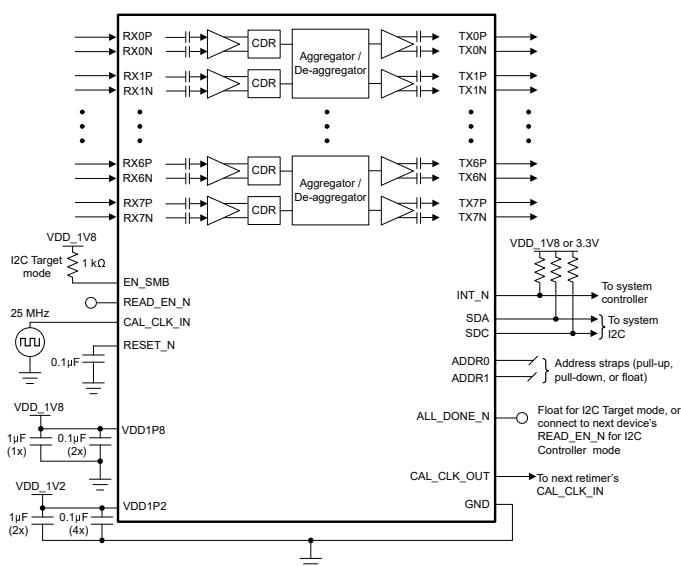 RX0P
RX0N
CDR
Aggregator /
De-aggregator
TX0P
TX0N
RX1P
RX1N
CDR
TX1P
TX1N
RX6P
RX6N
CDR
Aggregator /
De-aggregator
TX6P
TX6N
RX7P
RX7N
CDR
TX7P
TX7N
VDD_1V8
I2C Target
mode
1 kΩ
EN_SMB
READ_EN_N
25 MHz
CAL_CLK_IN
RESET_N
0.1µF
VDD_1V8
1µF
(1x)
0.1µF
(2x)
VDD1P8
VDD_1V2
1µF
(2x)
0.1µF
(4x)
VDD1P2
VDD_1V8 or 3.3V
INT_N
To system
controller
SDA
SDC
To system
I2C
ADDR0
ADDR1
Address straps (pull-up,
pull-down, or float)
ALL_DONE_N
Float for I2C Target mode, or
connect to next device's
READ_EN_N for I2C
Controller mode
CAL_CLK_OUT
To next retimer's
CAL_CLK_IN
GND